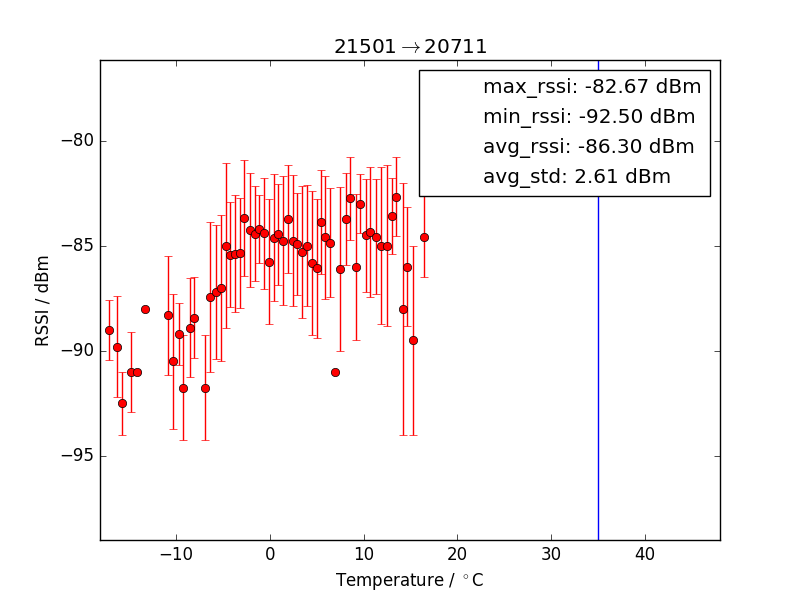 21501→20711
max_rssi: -82.67 dBm
min_rssi: -92.50 dBm
avg_rssi: -86.30 dBm
avg_std: 2.61 dBm
−80
−85
−90
−95
RSSI / dBm
−10
0
10
20
30
40
Temperature / °C